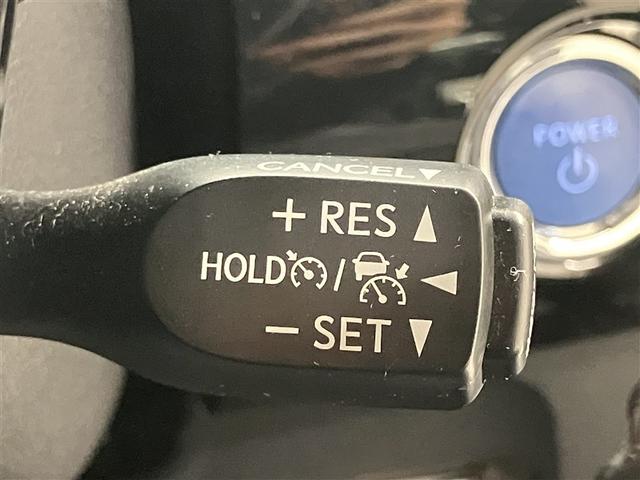 CANCEL▼
+ RES ▲
HOLD / ◀
− SET ▼
POWER